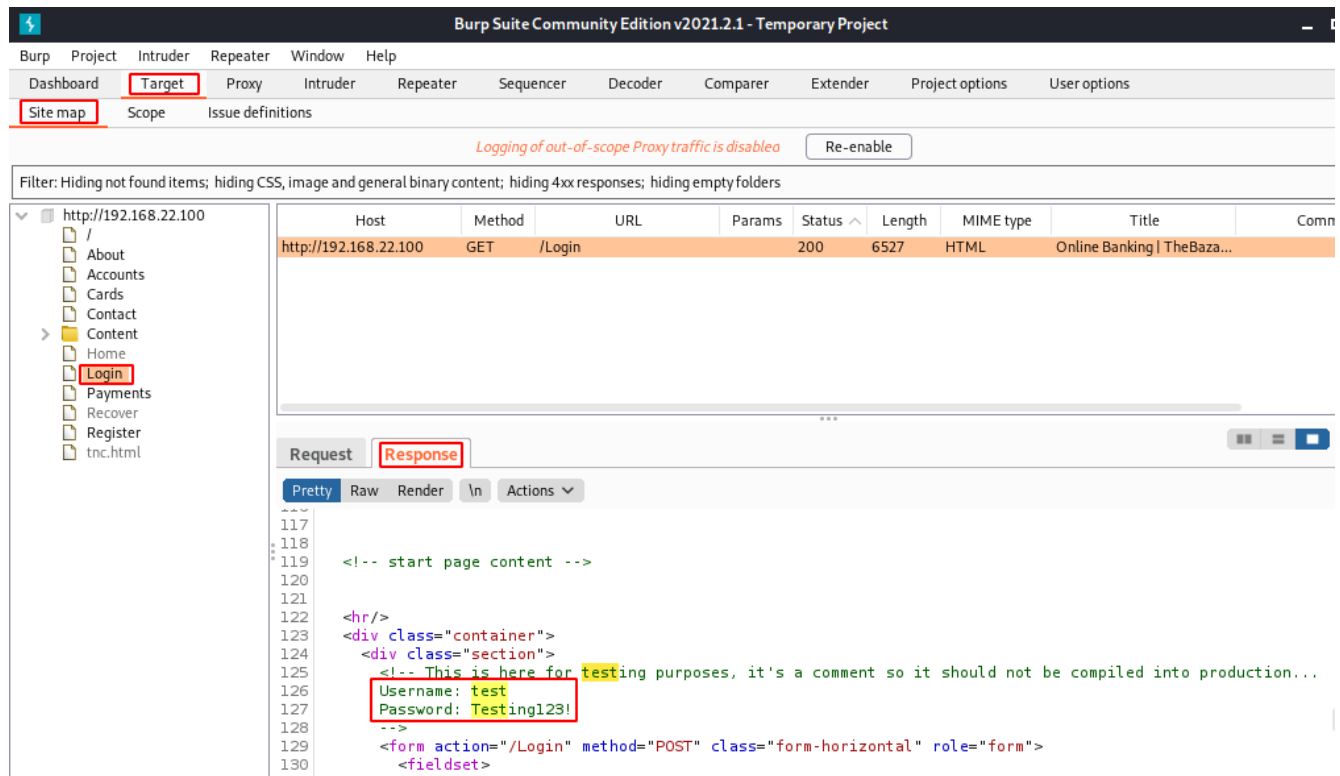 Burp Suite Community Edition v2021.2.1 - Temporary Project
Burp Project Intruder Repeater Window Help
Dashboard Target Proxy Intruder Repeater Sequencer Decoder Comparer Extender Project options User options
Site map Scope Issue definitions
Logging of out-of-scope Proxy traffic is disabled Re-enable
Filter: Hiding not found items; hiding CSS, image and general binary content; hiding 4xx responses; hiding empty folders
http://192.168.22.100
/
About
Accounts
Cards
Contact
Content
Home
Login
Payments
Recover
Register
tnc.html
Host Method URL Params Status Length MIME type Title
http://192.168.22.100 GET /Login 200 6527 HTML Online Banking | TheBaza...
Request Response
Pretty Raw Render \n Actions
117
118
119 <!-- start page content -->
120
121
122 <hr/>
123 <div class="container">
124 <div class="section">
125 <!-- This is here for testing purposes, it's a comment so it should not be compiled into production...
126 Username: test
127 Password: Testing123!
128 -->
129 <form action="/Login" method="POST" class="form-horizontal" role="form">
130 <fieldset>